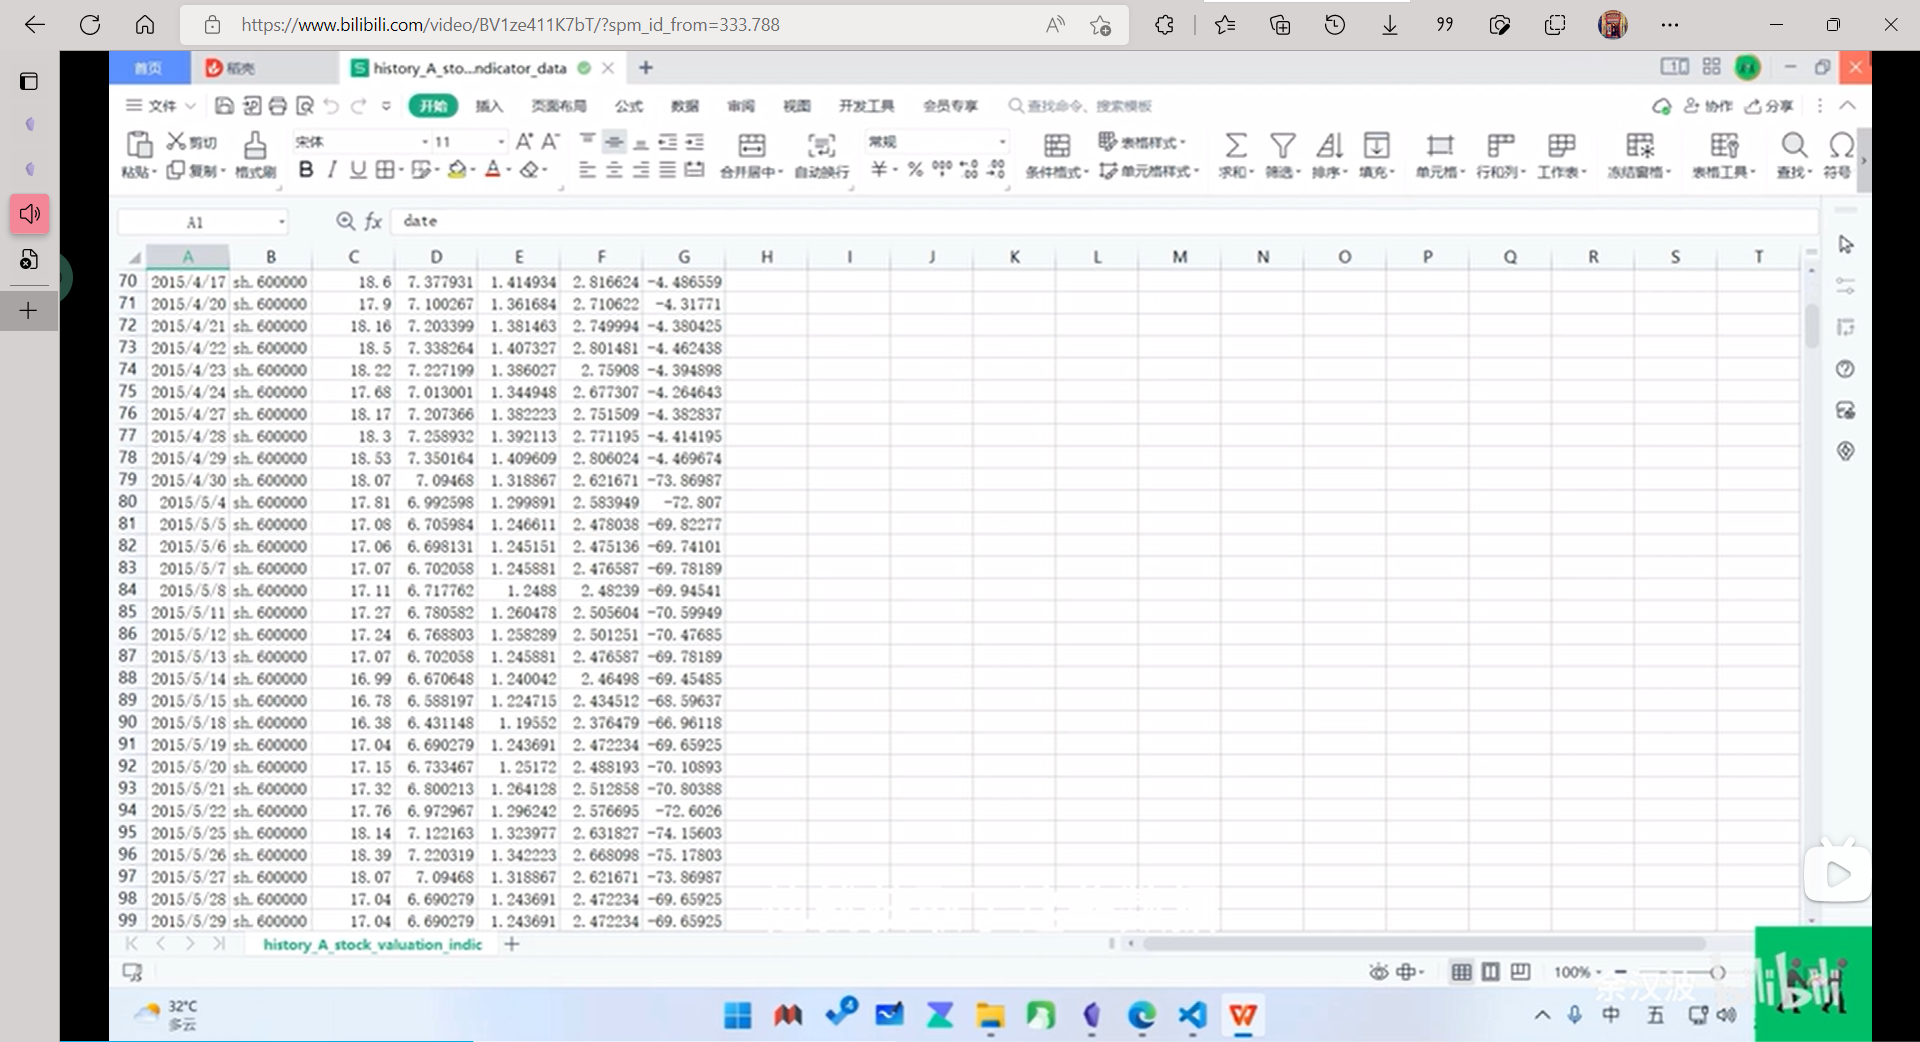 https://www.bilibili.com/video/BV1ze411K7bT/?spm_id_from=333.788
首页 稻壳 history_A_sto...ndicator_data
文件 开始 插入 页面布局 公式 数据 审阅 视图 开发工具 会员专享 查找命令、搜索模板 协作 分享
剪切 宋体 11 常规 表格样式
粘贴 复制 格式刷 B I U A 合并居中 自动换行 ¥ % 条件格式 单元格样式 求和 筛选 排序 填充 单元格 行和列 工作表 冻结窗格 表格工具 查找 符号
A1 fx date
A B C D E F G H I J K L M N O P Q R S T
70 2015/4/17 sh.600000 18.6 7.377931 1.414934 2.816624 -4.486559
71 2015/4/20 sh.600000 17.9 7.100267 1.361684 2.710622 -4.31771
72 2015/4/21 sh.600000 18.16 7.203399 1.381463 2.749994 -4.380425
73 2015/4/22 sh.600000 18.5 7.338264 1.407327 2.801481 -4.462438
74 2015/4/23 sh.600000 18.22 7.227199 1.386027 2.75908 -4.394898
75 2015/4/24 sh.600000 17.68 7.013001 1.344948 2.677307 -4.264643
76 2015/4/27 sh.600000 18.17 7.207366 1.382223 2.751509 -4.382837
77 2015/4/28 sh.600000 18.3 7.258932 1.392113 2.771195 -4.414195
78 2015/4/29 sh.600000 18.53 7.350164 1.409609 2.806024 -4.469674
79 2015/4/30 sh.600000 18.07 7.09468 1.318867 2.621671 -73.86987
80 2015/5/4 sh.600000 17.81 6.992598 1.299891 2.583949 -72.807
81 2015/5/5 sh.600000 17.08 6.705984 1.246611 2.478038 -69.82277
82 2015/5/6 sh.600000 17.06 6.698131 1.245151 2.475136 -69.74101
83 2015/5/7 sh.600000 17.07 6.702058 1.245881 2.476587 -69.78189
84 2015/5/8 sh.600000 17.11 6.717762 1.2488 2.48239 -69.94541
85 2015/5/11 sh.600000 17.27 6.780582 1.260478 2.505604 -70.59949
86 2015/5/12 sh.600000 17.24 6.768803 1.258289 2.501251 -70.47685
87 2015/5/13 sh.600000 17.07 6.702058 1.245881 2.476587 -69.78189
88 2015/5/14 sh.600000 16.99 6.670648 1.240042 2.46498 -69.45485
89 2015/5/15 sh.600000 16.78 6.588197 1.224715 2.434512 -68.59637
90 2015/5/18 sh.600000 16.38 6.431148 1.19552 2.376479 -66.96118
91 2015/5/19 sh.600000 17.04 6.690279 1.243691 2.472234 -69.65925
92 2015/5/20 sh.600000 17.15 6.733467 1.25172 2.488193 -70.10893
93 2015/5/21 sh.600000 17.32 6.800213 1.264128 2.512858 -70.80388
94 2015/5/22 sh.600000 17.76 6.972967 1.296242 2.576695 -72.6026
95 2015/5/25 sh.600000 18.14 7.122163 1.323977 2.631827 -74.15603
96 2015/5/26 sh.600000 18.39 7.220319 1.342223 2.668098 -75.17803
97 2015/5/27 sh.600000 18.07 7.09468 1.318867 2.621671 -73.86987
98 2015/5/28 sh.600000 17.04 6.690279 1.243691 2.472234 -69.65925
99 2015/5/29 sh.600000 17.04 6.690279 1.243691 2.472234 -69.65925
history_A_stock_valuation_indic
100%
余汉波 bilibili
32°C
多云
4
中 五